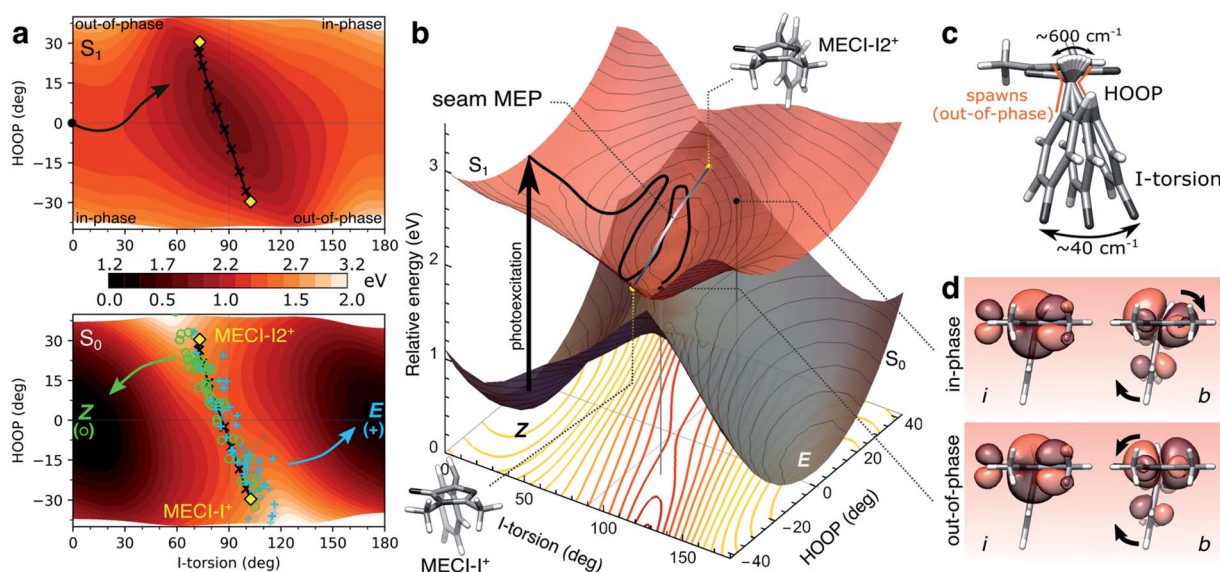 a
out-of-phase
in-phase
S1
30
15
0
−15
−30
HOOP (deg)
in-phase
out-of-phase
0 30 60 90 120 150 180
1.2 1.7 2.2 2.7 3.2
eV
0.0 0.5 1.0 1.5 2.0
S0
MECI-I2+
30
15
0
−15
−30
HOOP (deg)
Z
(o)
E
(+)
MECI-I+
0 30 60 90 120 150 180
I-torsion (deg)
b
MECI-I2+
seam MEP
S1
3
2
1
0
Relative energy (eV)
photoexcitation
S0
Z
E
0
50
100
150
I-torsion (deg)
−40
−20
0
20
40
HOOP (deg)
MECI-I+
c
~600 cm-1
spawns
(out-of-phase)
HOOP
I-torsion
~40 cm-1
d
in-phase
i
b
out-of-phase
i
b